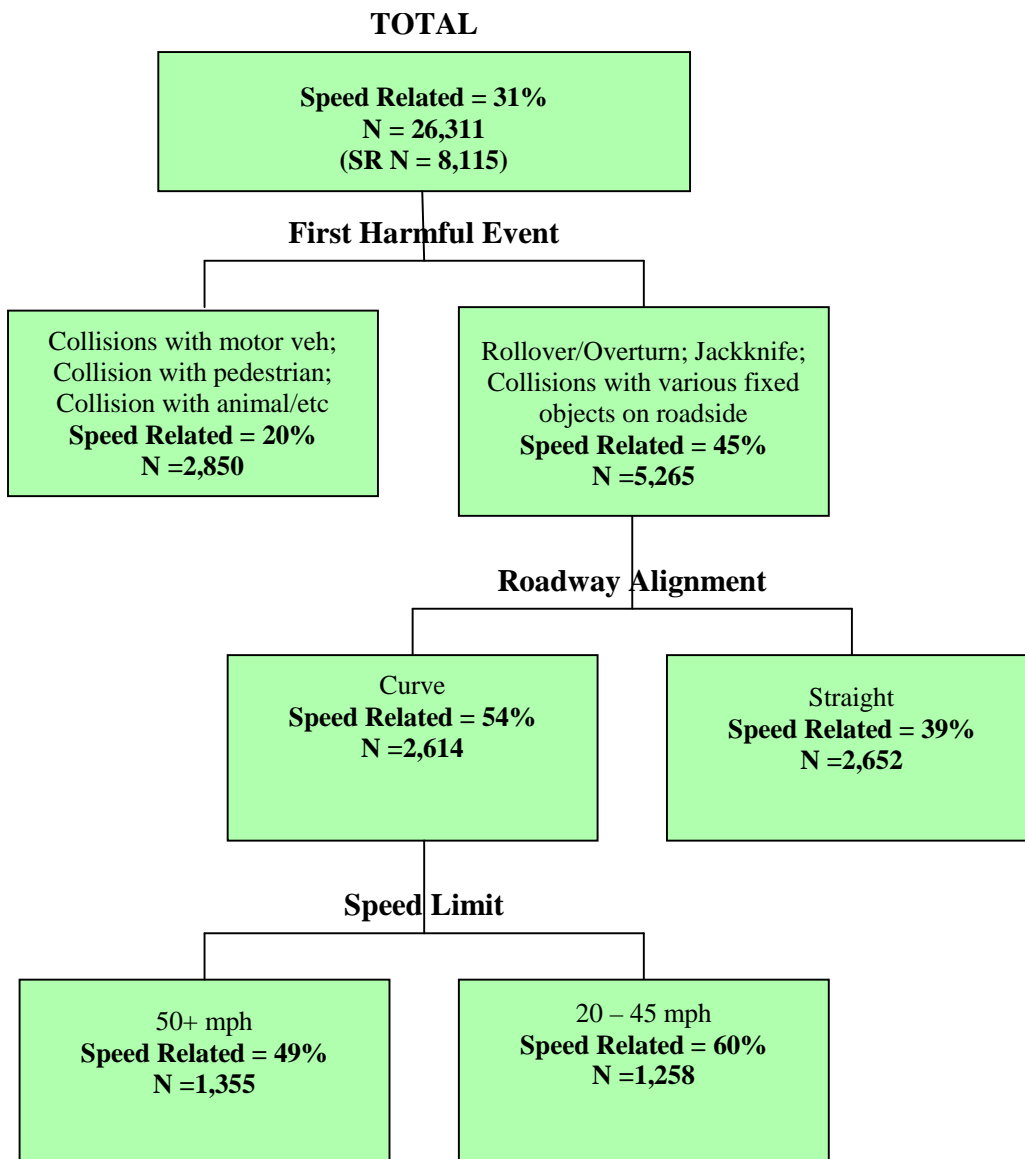 TOTAL
Speed Related = 31%
N = 26,311
(SR N = 8,115)
First Harmful Event
Collisions with motor veh;
Collision with pedestrian;
Collision with animal/etc
Speed Related = 20%
N =2,850
Rollover/Overturn; Jackknife;
Collisions with various fixed
objects on roadside
Speed Related = 45%
N =5,265
Roadway Alignment
Curve
Speed Related = 54%
N =2,614
Straight
Speed Related = 39%
N =2,652
Speed Limit
50+ mph
Speed Related = 49%
N =1,355
20 – 45 mph
Speed Related = 60%
N =1,258